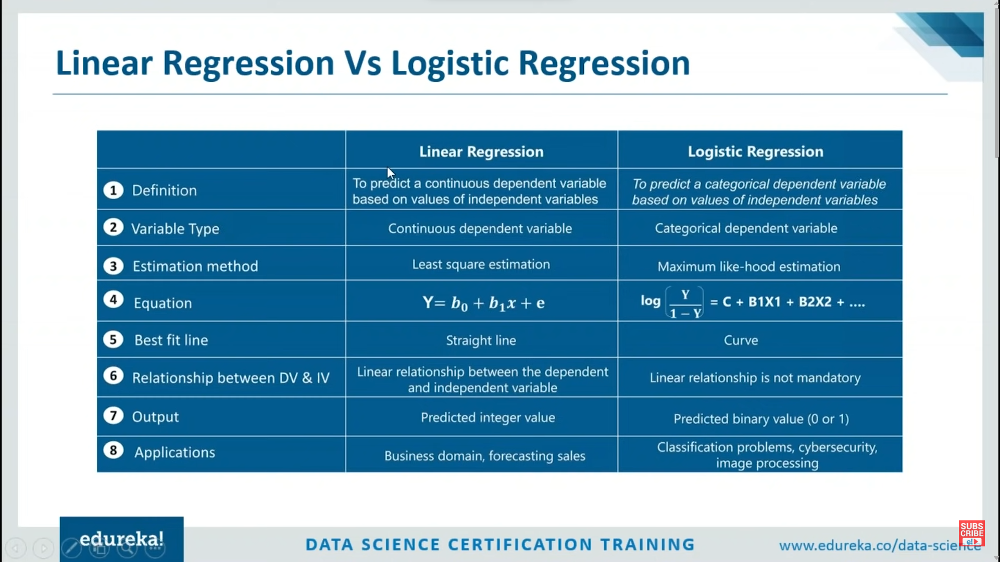 Linear Regression Vs Logistic Regression
Linear Regression
Logistic Regression
1 Definition
To predict a continuous dependent variable
based on values of independent variables
To predict a categorical dependent variable
based on values of independent variables
2 Variable Type
Continuous dependent variable
Categorical dependent variable
3 Estimation method
Least square estimation
Maximum like-hood estimation
4 Equation
Y= b₀ + b₁x + e
log (Y / 1 − Y) = C + B1X1 + B2X2 + ....
5 Best fit line
Straight line
Curve
6 Relationship between DV & IV
Linear relationship between the dependent
and independent variable
Linear relationship is not mandatory
7 Output
Predicted integer value
Predicted binary value (0 or 1)
8 Applications
Business domain, forecasting sales
Classification problems, cybersecurity,
image processing
edureka!
DATA SCIENCE CERTIFICATION TRAINING
www.edureka.co/data-science
SUBS
CRIBE
e!